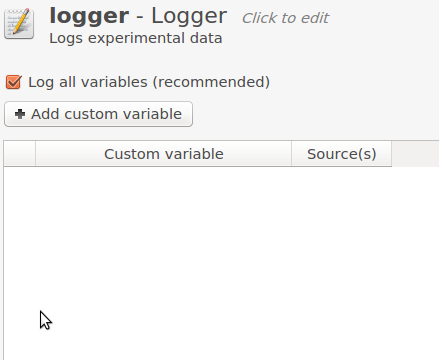 logger - Logger Click to edit
Logs experimental data
Log all variables (recommended)
Add custom variable
Custom variable Source(s)